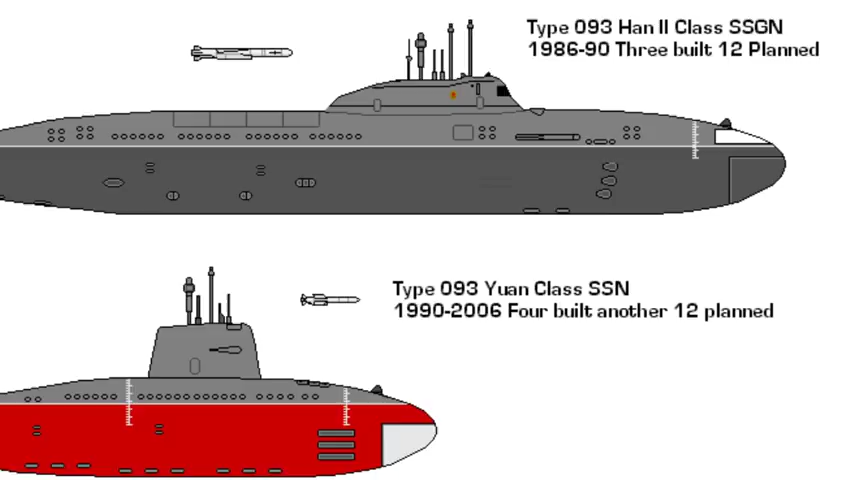 Type 093 Han II Class SSGN
1986-90 Three built 12 Planned
Type 093 Yuan Class SSN
1990-2006 Four built another 12 planned